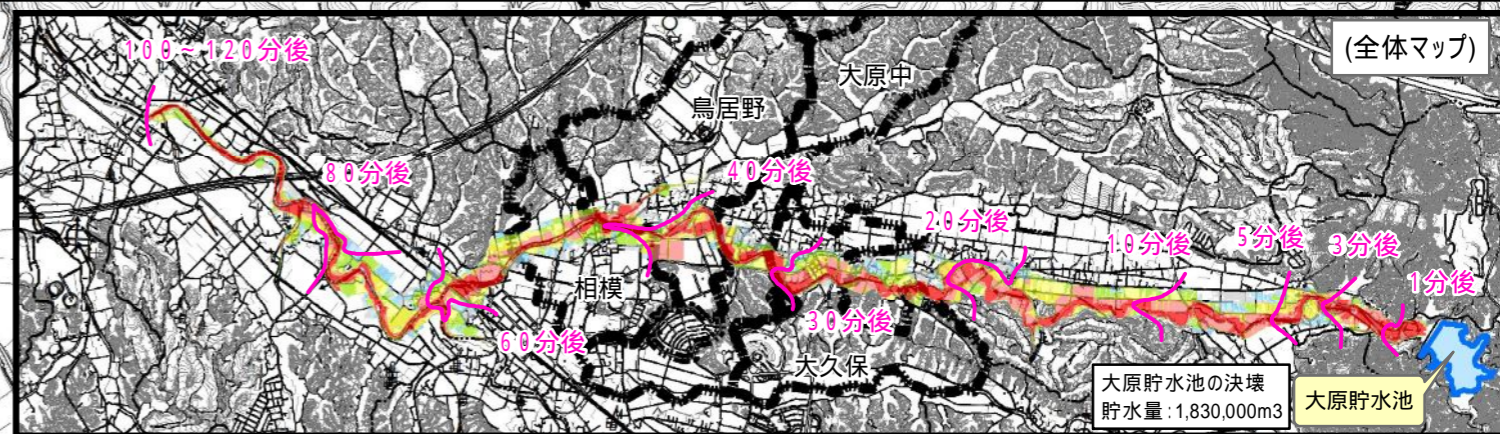 (全体マップ)
100~120分後
大原中
鳥居野
80分後
40分後
20分後
10分後
5分後
3分後
1分後
相模
30分後
60分後
大久保
大原貯水池の決壊
貯水量:1,830,000m3
大原貯水池